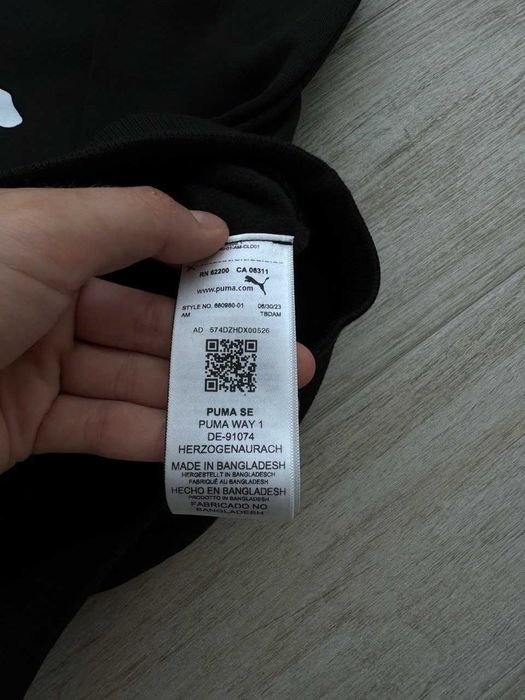 RN 62200 CA 06311
www.puma.com
STYLE NO. 680980-01 08/30/23
AM TBDAM
AD 574DZHDX00526
PUMA SE
PUMA WAY 1
DE-91074
HERZOGENAURACH
MADE IN BANGLADESH
HERGESTELLT IN BANGLADESCH
FABRIQUÉ AU BANGLADESH
HECHO EN BANGLADESH
PRODOTTO IN BANGLADESH
FABRICADO NO
BANGLADESH